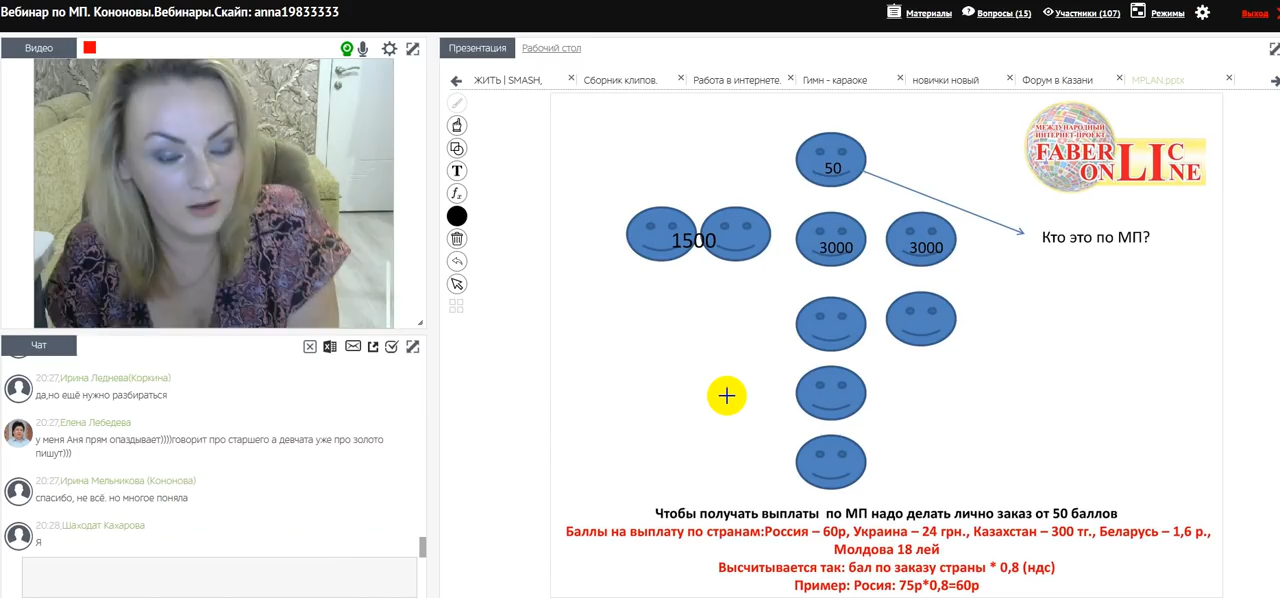 Вебинар по МП. Кононовы.Вебинары.Скайп: anna19833333
Материалы Вопросы (15) Участники (107) Режимы Выход
Видео
Презентация Рабочий стол
ЖИТЬ | SMASH, Сборник клипов. Работа в интернете. Гимн - караоке новички новый Форум в Казани MPLAN.pptx
МЕЖДУНАРОДНЫЙ
ИНТЕРНЕТ-ПРОЕКТ
FABERLIC
ONLINE
50
1500
3000
3000
Кто это по МП?
Чат
20:27,Ирина Леднева(Коркина)
да,но ещё нужно разбираться
20:27,Елена Лебедева
у меня Аня прям опаздывает))))говорит про старшего а девчата уже про золото
пишут)))
20:27,Ирина Мельникова (Кононова)
спасибо, не всё. но многое поняла
20:28,Шаходат Кахарова
Я
Чтобы получать выплаты по МП надо делать лично заказ от 50 баллов
Баллы на выплату по странам:Россия – 60р, Украина – 24 грн., Казахстан – 300 тг., Беларусь – 1,6 р.,
Молдова 18 лей
Высчитывается так: бал по заказу страны * 0,8 (ндс)
Пример: Росия: 75р*0,8=60р